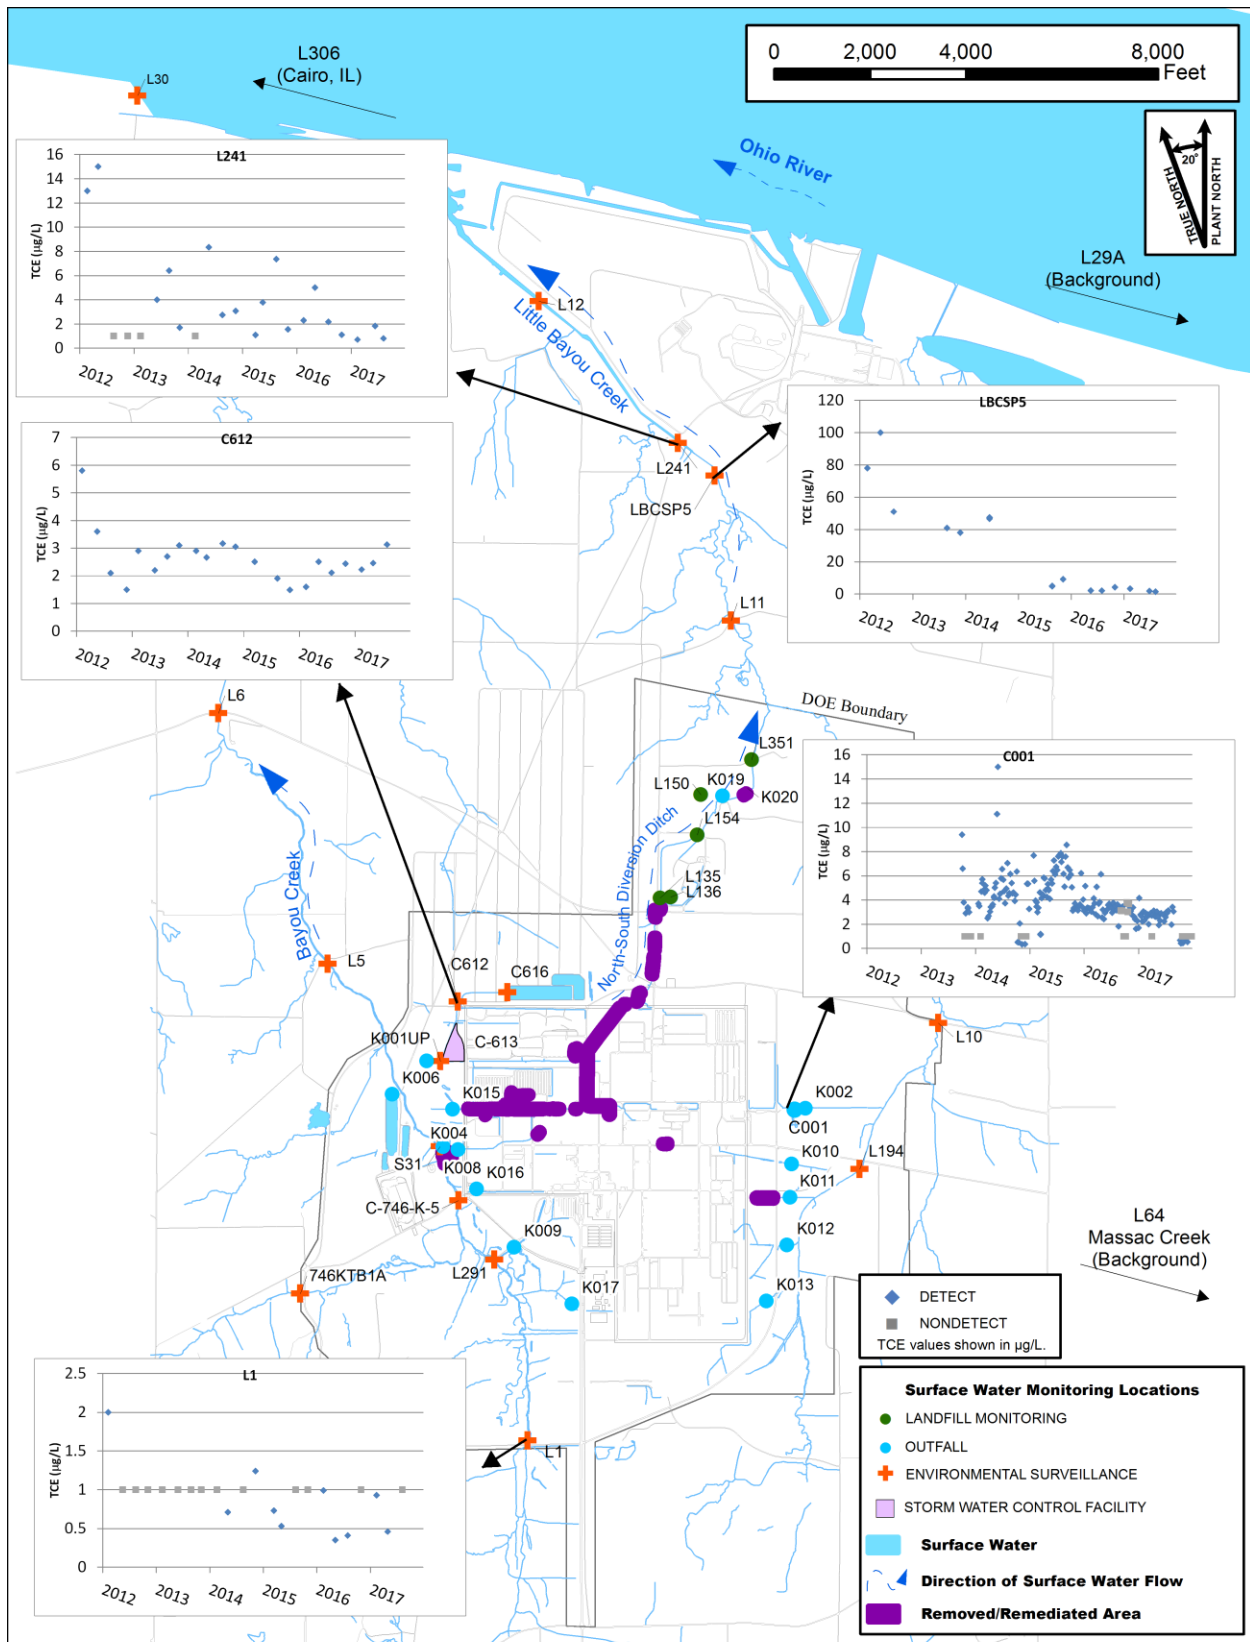 L306
(Cairo, IL)
L30
0
2,000
4,000
8,000
Feet
20°
TRUE NORTH
PLANT NORTH
Ohio River
L29A
(Background)
L241
TCE (µg/L)
16
14
12
10
8
6
4
2
0
2012
2013
2014
2015
2016
2017
L12
Little Bayou Creek
L241
LBCSP5
C612
TCE (µg/L)
7
6
5
4
3
2
1
0
2012
2013
2014
2015
2016
2017
LBCSP5
TCE (µg/L)
120
100
80
60
40
20
0
2012
2013
2014
2015
2016
2017
L11
L6
DOE Boundary
L351
L150
K019
K020
L154
L135
L136
North-South Diversion Ditch
C001
TCE (µg/L)
16
14
12
10
8
6
4
2
0
2012
2013
2014
2015
2016
2017
Bayou Creek
L5
C612
C616
K001UP
C-613
L10
K006
K015
K002
C001
K004
S31
K008
K016
K010
L194
K011
C-746-K-5
K009
K012
L291
746KTB1A
K017
K013
L64
Massac Creek
(Background)
DETECT
NONDETECT
TCE values shown in µg/L.
L1
TCE (µg/L)
2.5
2
1.5
1
0.5
0
2012
2013
2014
2015
2016
2017
L1
Surface Water Monitoring Locations
LANDFILL MONITORING
OUTFALL
ENVIRONMENTAL SURVEILLANCE
STORM WATER CONTROL FACILITY
Surface Water
Direction of Surface Water Flow
Removed/Remediated Area